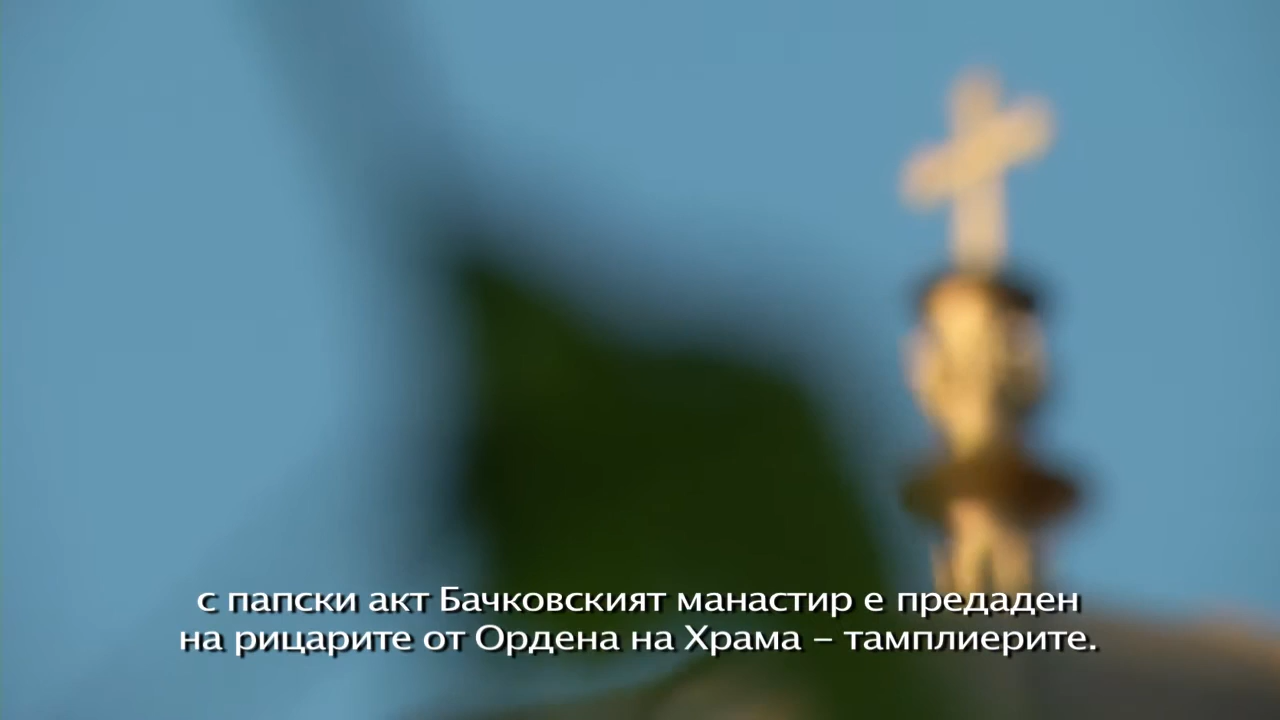 с папски акт Бачковският манастир е предаден
на рицарите от Ордена на Храма – тамплиерите.